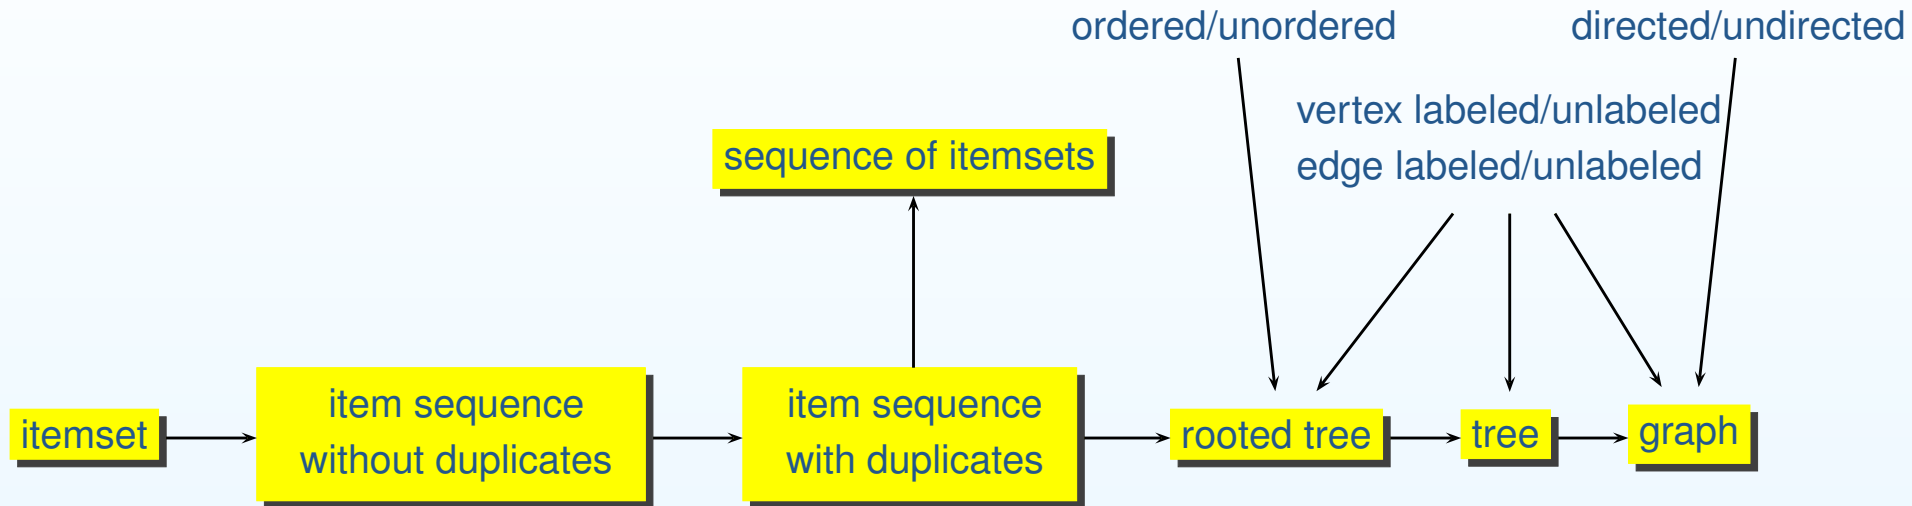 ordered/unordered
directed/undirected
vertex labeled/unlabeled
edge labeled/unlabeled
sequence of itemsets
itemset
item sequence
without duplicates
item sequence
with duplicates
rooted tree
tree
graph